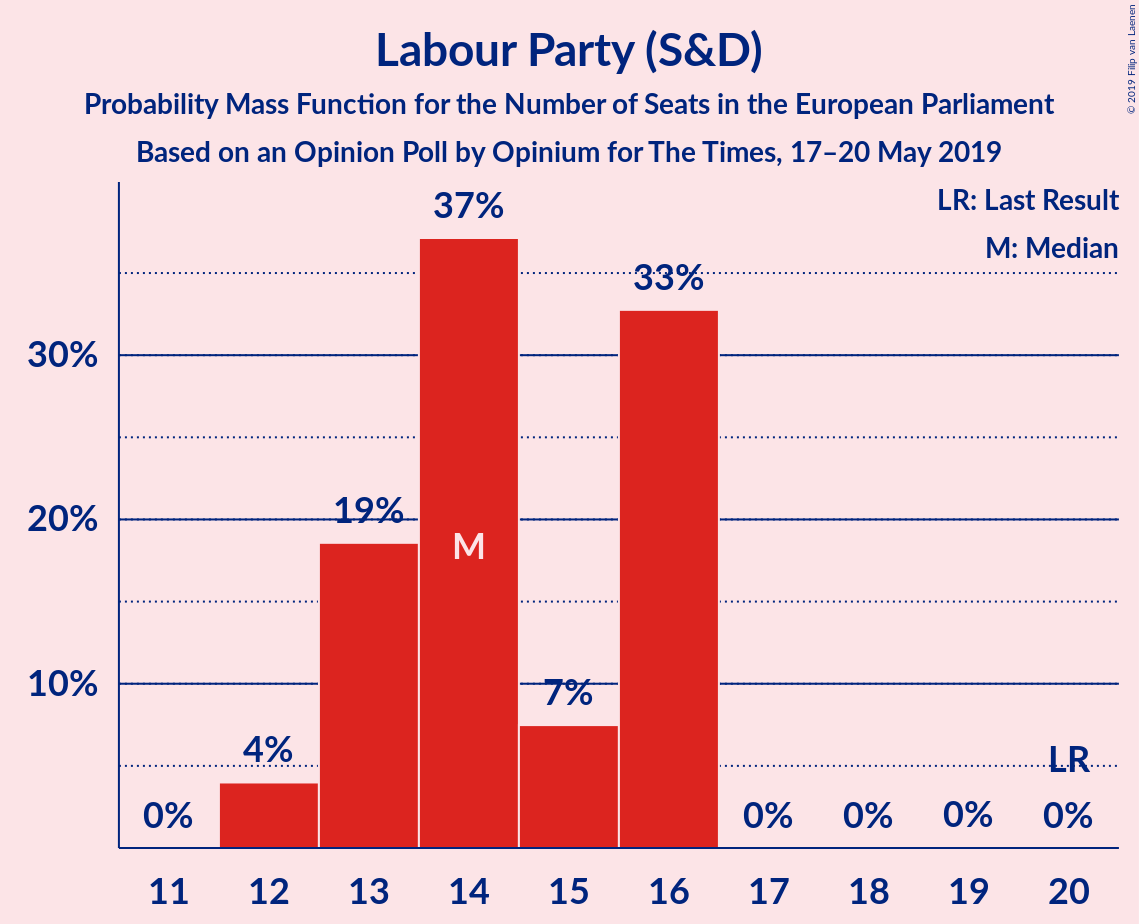 Labour Party (S&D)
Probability Mass Function for the Number of Seats in the European Parliament
Based on an Opinion Poll by Opinium for The Times, 17–20 May 2019
© 2019 Filip van Laenen
LR: Last Result
M: Median
37%
33%
30%
19%
20%
M
10%
7%
4%
LR
0%
0%
0%
0%
0%
11 12 13 14 15 16 17 18 19 20